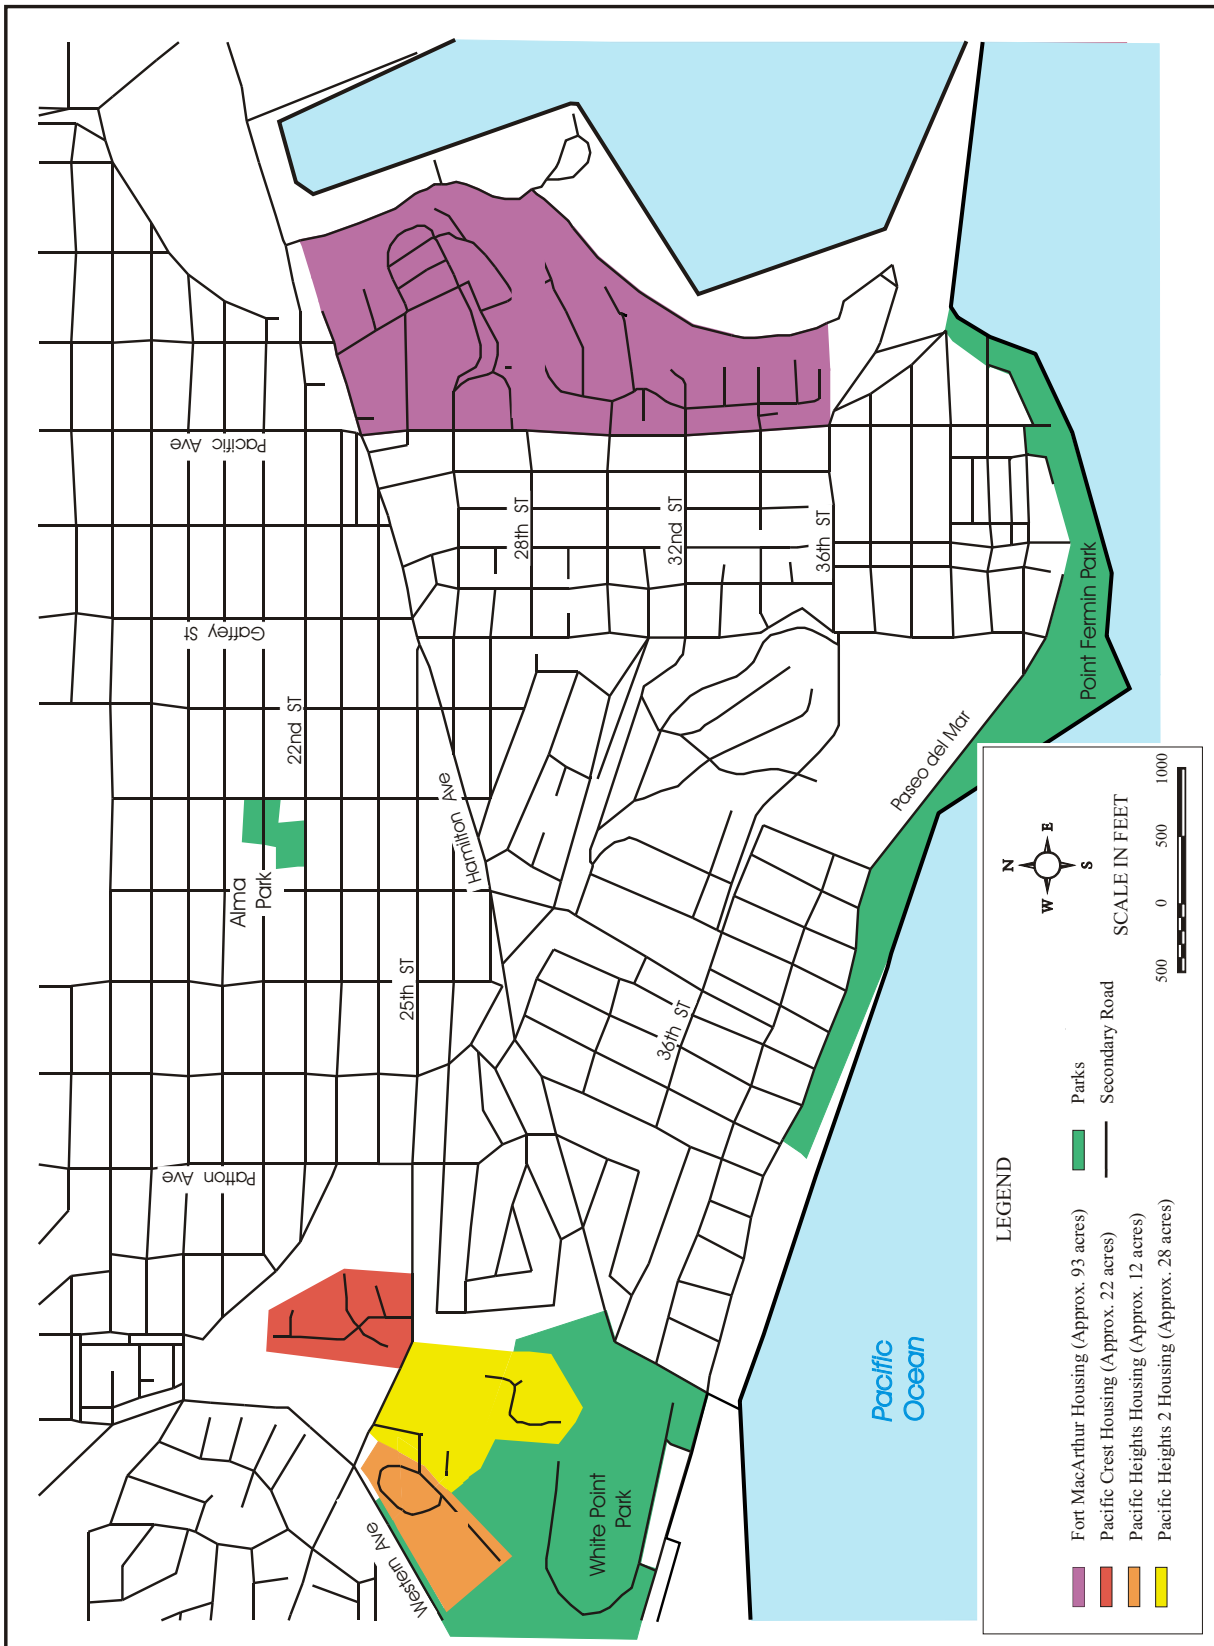 Pacific Ave
Gaffey St
22nd ST
28th ST
32nd ST
36th ST
Hamilton Ave
Alma
Park
25th ST
36th ST
Patton Ave
Western Ave
Paseo del Mar
Point Fermin Park
White Point
Park
Pacific
Ocean
LEGEND
Fort MacArthur Housing (Approx. 93 acres)
Pacific Crest Housing (Approx. 22 acres)
Pacific Heights Housing (Approx. 12 acres)
Pacific Heights 2 Housing (Approx. 28 acres)
Parks
Secondary Road
N
W E
S
SCALE IN FEET
500 0 500 1000